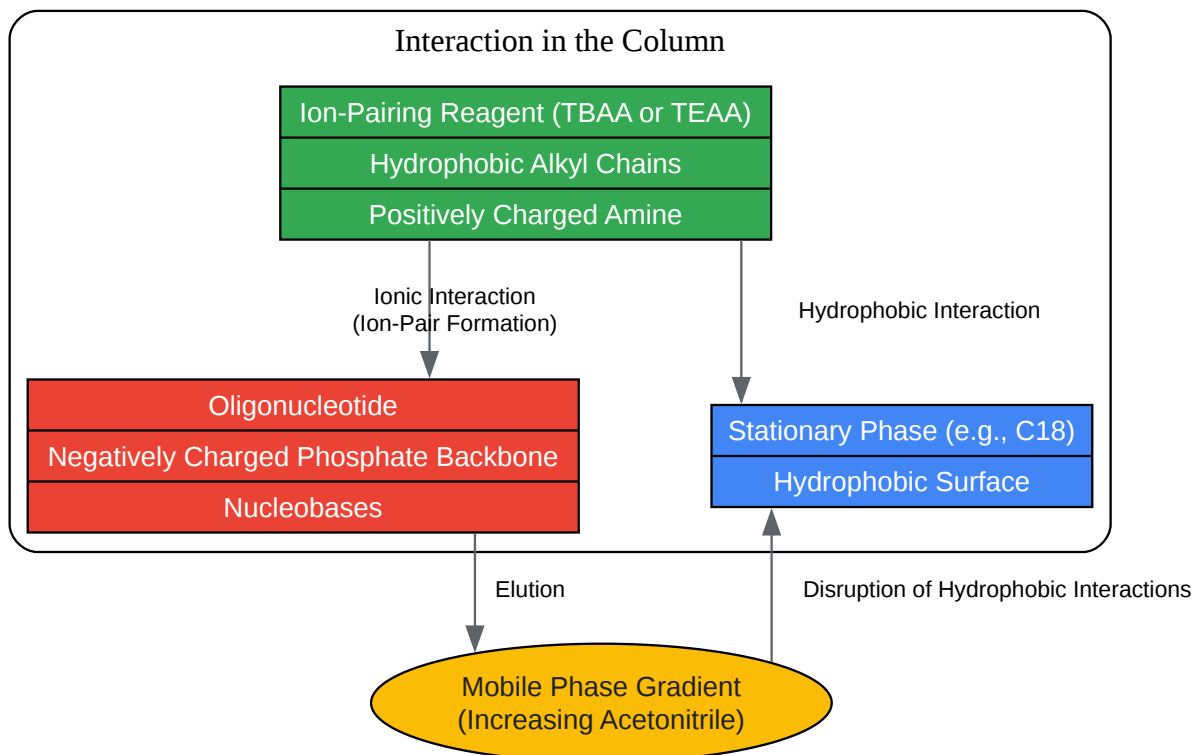 Interaction in the Column
Ion-Pairing Reagent (TBAA or TEAA)
Hydrophobic Alkyl Chains
Positively Charged Amine
Ionic Interaction
(Ion-Pair Formation)
Hydrophobic Interaction
Oligonucleotide
Negatively Charged Phosphate Backbone
Nucleobases
Stationary Phase (e.g., C18)
Hydrophobic Surface
Elution
Disruption of Hydrophobic Interactions
Mobile Phase Gradient
(Increasing Acetonitrile)